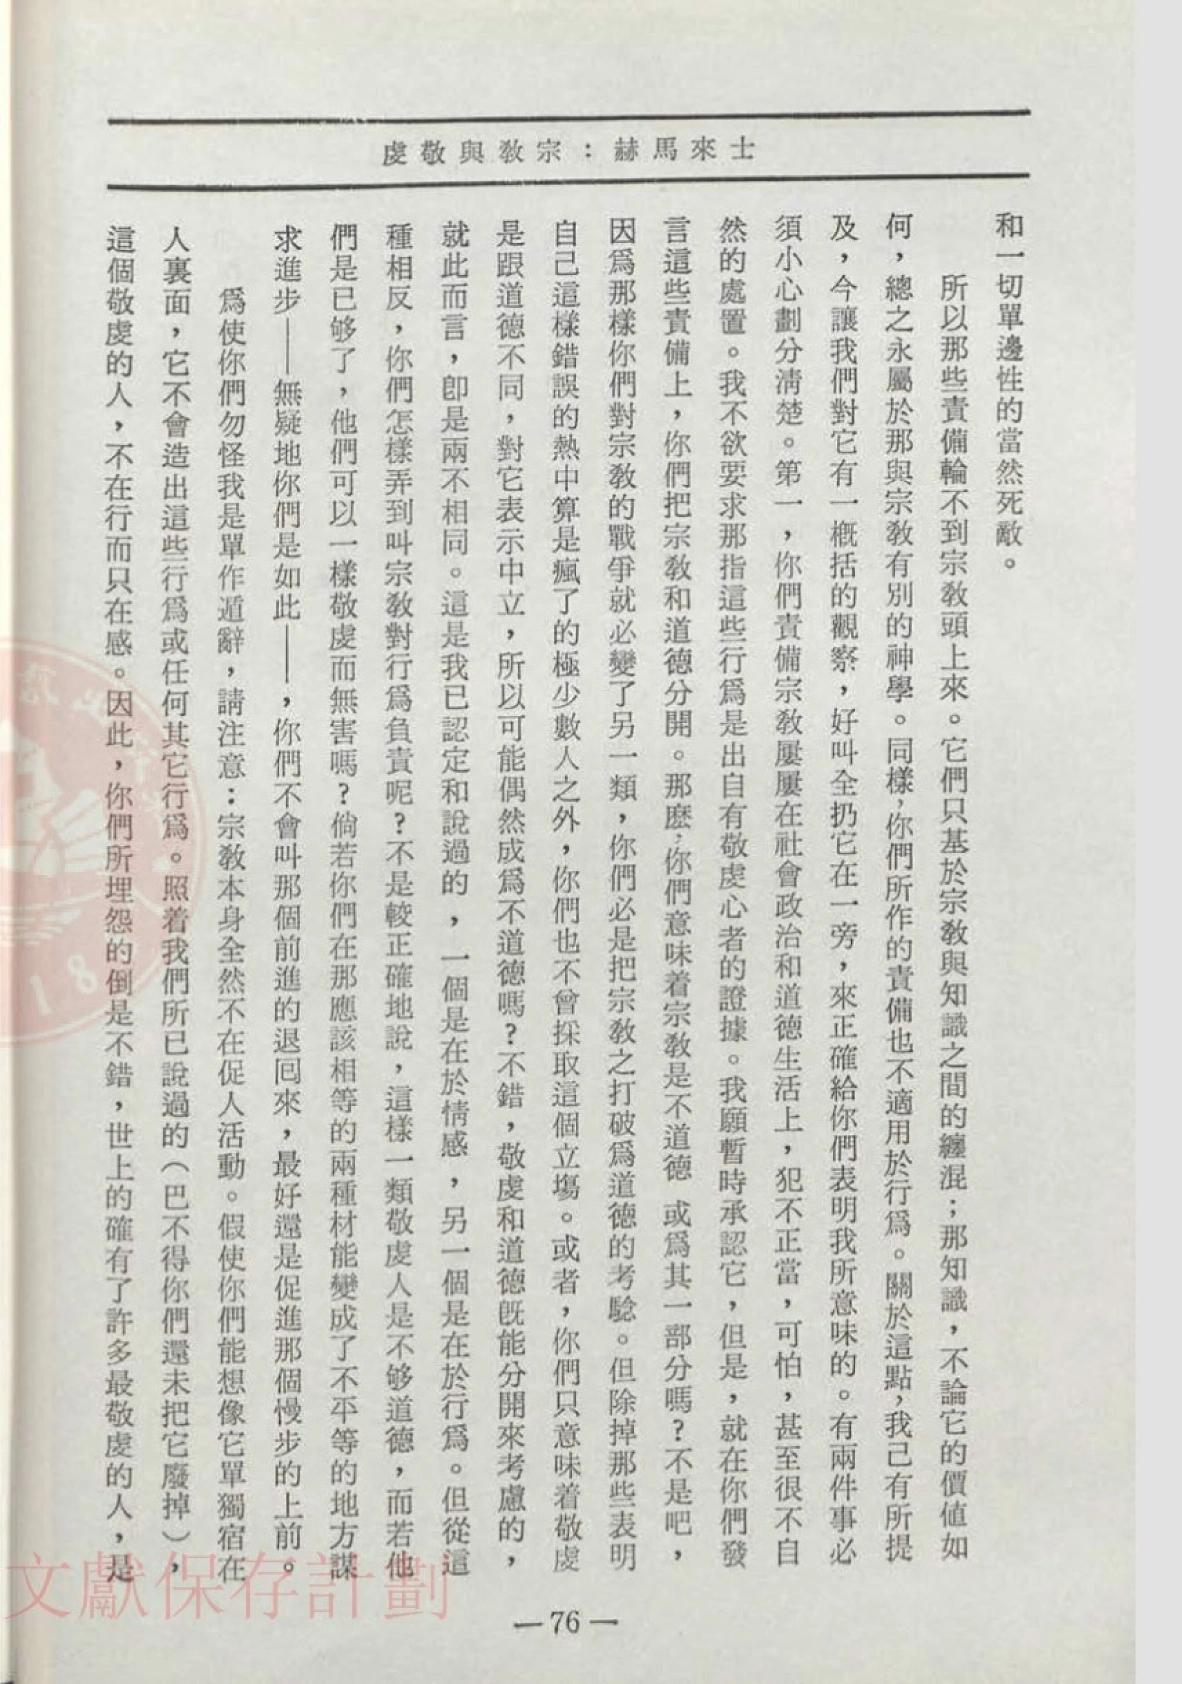 士來馬赫：宗教與敬虔
和一切單邊性的當然死敵。
所以那些責備輪不到宗教頭上來。它們只基於宗教與知識之間的纏混；那知識，不論它的價値如
何，總之永屬於那與宗教有別的神學。同樣，你們所作的責備也不適用於行爲。關於這點，我已有所提
及，今讓我們對它有一槪括的觀察，好叫全扔它在一旁，來正確給你們表明我所意味的。有兩件事必
須小心劃分淸楚。第一，你們責備宗教屢屢在社會政治和道德生活上，犯不正當，可怕，甚至很不自
然的處置。我不欲要求那指這些行爲是出自有敬虔心者的證據。我願暫時承認它，但是，就在你們發
言這些責備上，你們把宗教和道德分開。那麽，你們意味着宗教是不道德 或爲其一部分嗎？不是吧，
因爲那樣你們對宗教的戰爭就必變了另一類，你們必是把宗教之打破爲道德的考驗。但除掉那些表明
自己這樣錯誤的熱中算是瘋了的極少數人之外，你們也不曾採取這個立塲。或者，你們只意味着敬虔
是跟道德不同，對它表示中立，所以可能偶然成爲不道德嗎？不錯，敬虔和道德旣能分開來考慮的，
就此而言，卽是兩不相同。這是我已認定和說過的，一個是在於情感，另一個是在於行爲。但從這
種相反，你們怎樣弄到叫宗教對行爲負責呢？不是較正確地說，這樣一類敬虔人是不够道德，而若他
們是已够了，他們可以一樣敬虔而無害嗎？倘若你們在那應該相等的兩種材能變成了不平等的地方謀
求進步——無疑地你們是如此——，你們不會叫那個前進的退囘來，最好還是促進那個慢步的上前。
爲使你們勿怪我是單作遁辭，請注意：宗教本身全然不在促人活動。假使你們能想像它單獨宿在
人裏面，它不會造出這些行爲或任何其它行爲。照着我們所已說過的（巴不得你們還未把它廢掉），
這個敬虔的人，不在行而只在感。因此，你們所埋怨的倒是不錯，世上的確有了許多最敬虔的人，是
—76—
文獻保存計劃
18